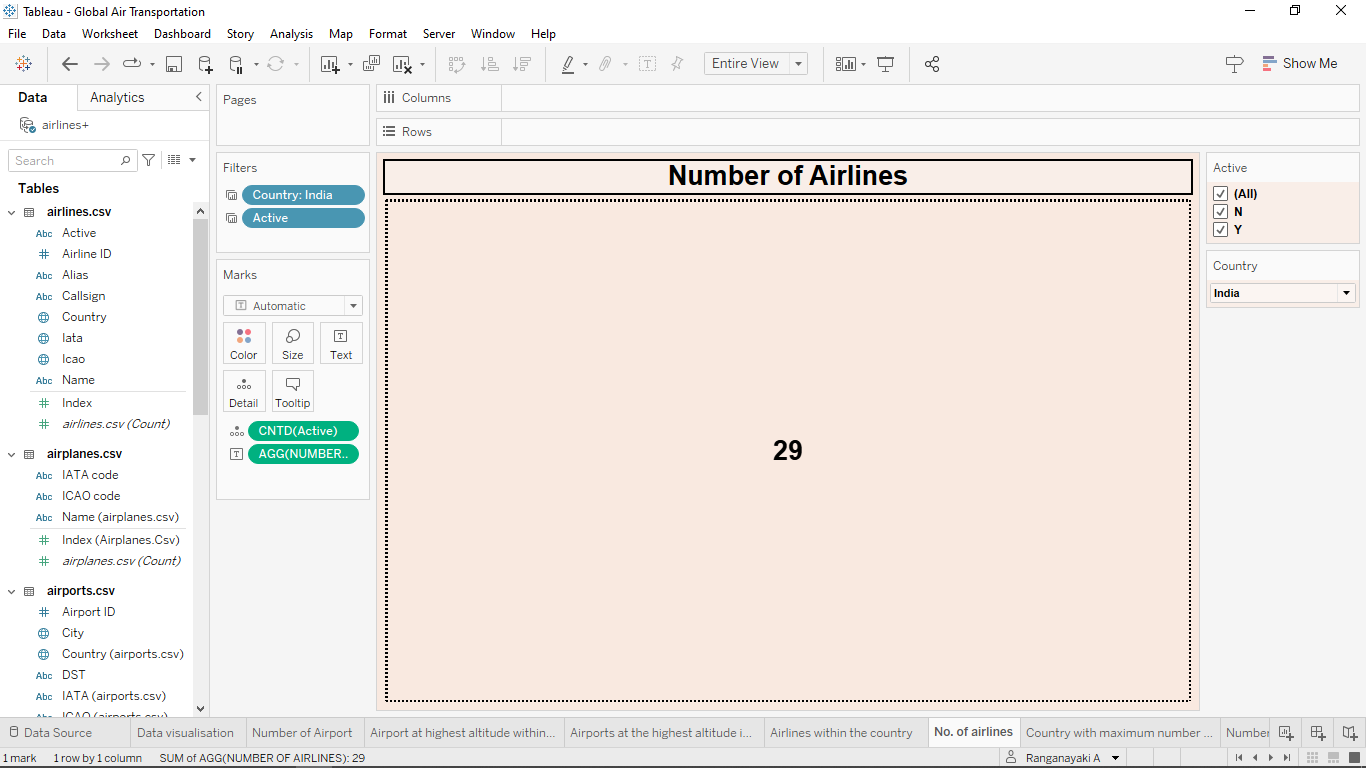 Tableau - Global Air Transportation
File Data Worksheet Dashboard Story Analysis Map Format Server Window Help
Entire View
Show Me
Data Analytics
airlines+
Search
Tables
airlines.csv
Abc Active
Airline ID
Abc Alias
Abc Callsign
Country
Iata
Icao
Abc Name
Index
airlines.csv (Count)
airplanes.csv
Abc IATA code
Abc ICAO code
Abc Name (airplanes.csv)
Index (Airplanes.Csv)
airplanes.csv (Count)
airports.csv
Airport ID
City
Country (airports.csv)
Abc DST
Abc IATA (airports.csv)
Abc ICAO (airports.csv)
Pages
Filters
Country: India
Active
Marks
Automatic
Color Size Text
Detail Tooltip
CNTD(Active)
AGG(NUMBER..
Columns
Rows
Number of Airlines
29
Active
(All)
N
Y
Country
India
Data Source Data visualisation Number of Airport Airport at highest altitude within... Airports at the highest altitude i... Airlines within the country No. of airlines Country with maximum number ... Number
1 mark 1 row by 1 column SUM of AGG(NUMBER OF AIRLINES): 29 Ranganayaki A